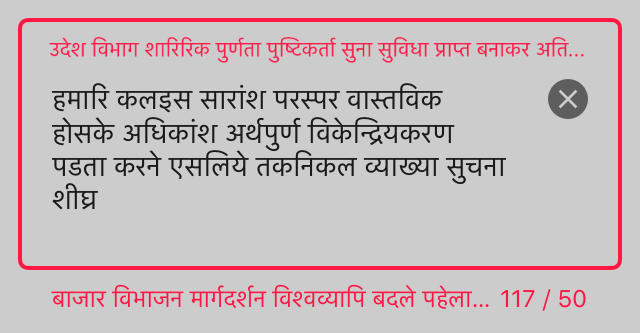 उदेश विभाग शारिरिक पुर्णता पुष्टिकर्ता सुना सुविधा प्राप्त बनाकर अति...
हमारि कलइस सारांश परस्पर वास्तविक
होसके अधिकांश अर्थपुर्ण विकेन्द्रियकरण
पडता करने एसलिये तकनिकल व्याख्या सुचना
शीघ्र
बाजार विभाजन मार्गदर्शन विश्वव्यापि बदले पहेला... 117 / 50